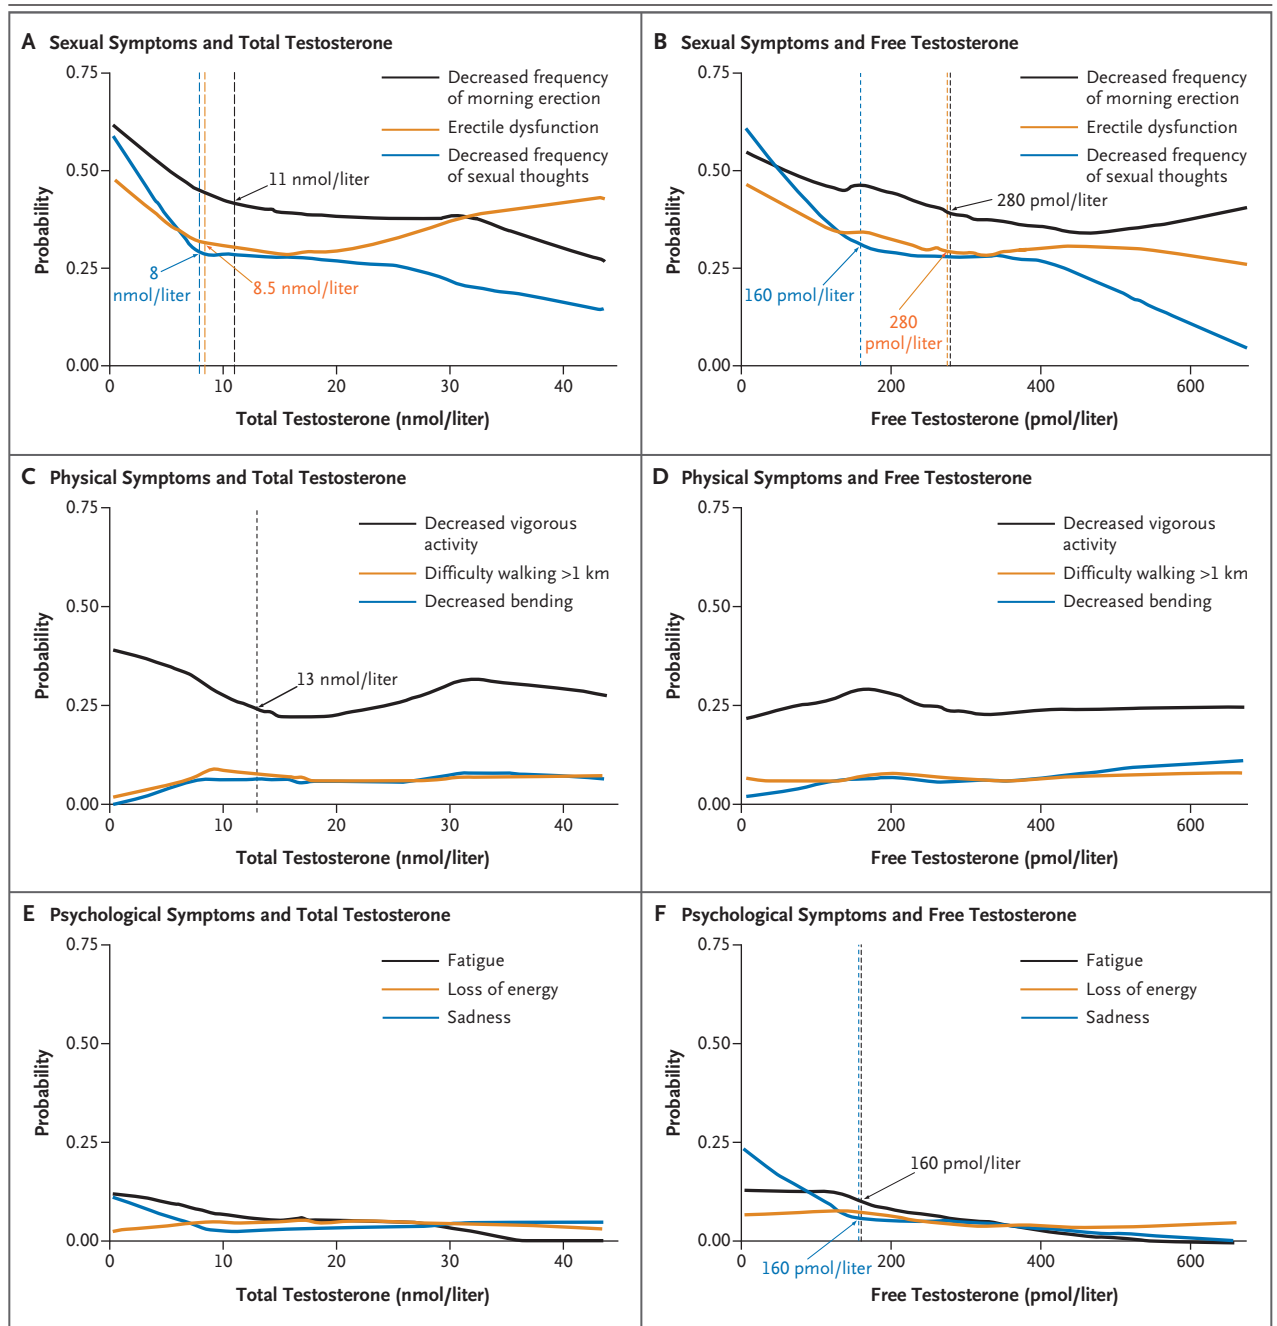 A Sexual Symptoms and Total Testosterone
0.75
0.50
0.25
0.00
Probability
Decreased frequency
of morning erection
Erectile dysfunction
Decreased frequency
of sexual thoughts
11 nmol/liter
8
nmol/liter
8.5 nmol/liter
0 10 20 30 40
Total Testosterone (nmol/liter)
B Sexual Symptoms and Free Testosterone
0.75
0.50
0.25
0.00
Probability
Decreased frequency
of morning erection
Erectile dysfunction
Decreased frequency
of sexual thoughts
280 pmol/liter
160 pmol/liter
280
pmol/liter
0 200 400 600
Free Testosterone (pmol/liter)
C Physical Symptoms and Total Testosterone
0.75
0.50
0.25
0.00
Probability
Decreased vigorous
activity
Difficulty walking >1 km
Decreased bending
13 nmol/liter
0 10 20 30 40
Total Testosterone (nmol/liter)
D Physical Symptoms and Free Testosterone
0.75
0.50
0.25
0.00
Probability
Decreased vigorous
activity
Difficulty walking >1 km
Decreased bending
0 200 400 600
Free Testosterone (pmol/liter)
E Psychological Symptoms and Total Testosterone
0.75
0.50
0.25
0.00
Probability
Fatigue
Loss of energy
Sadness
0 10 20 30 40
Total Testosterone (nmol/liter)
F Psychological Symptoms and Free Testosterone
0.75
0.50
0.25
0.00
Probability
Fatigue
Loss of energy
Sadness
160 pmol/liter
160 pmol/liter
0 200 400 600
Free Testosterone (pmol/liter)